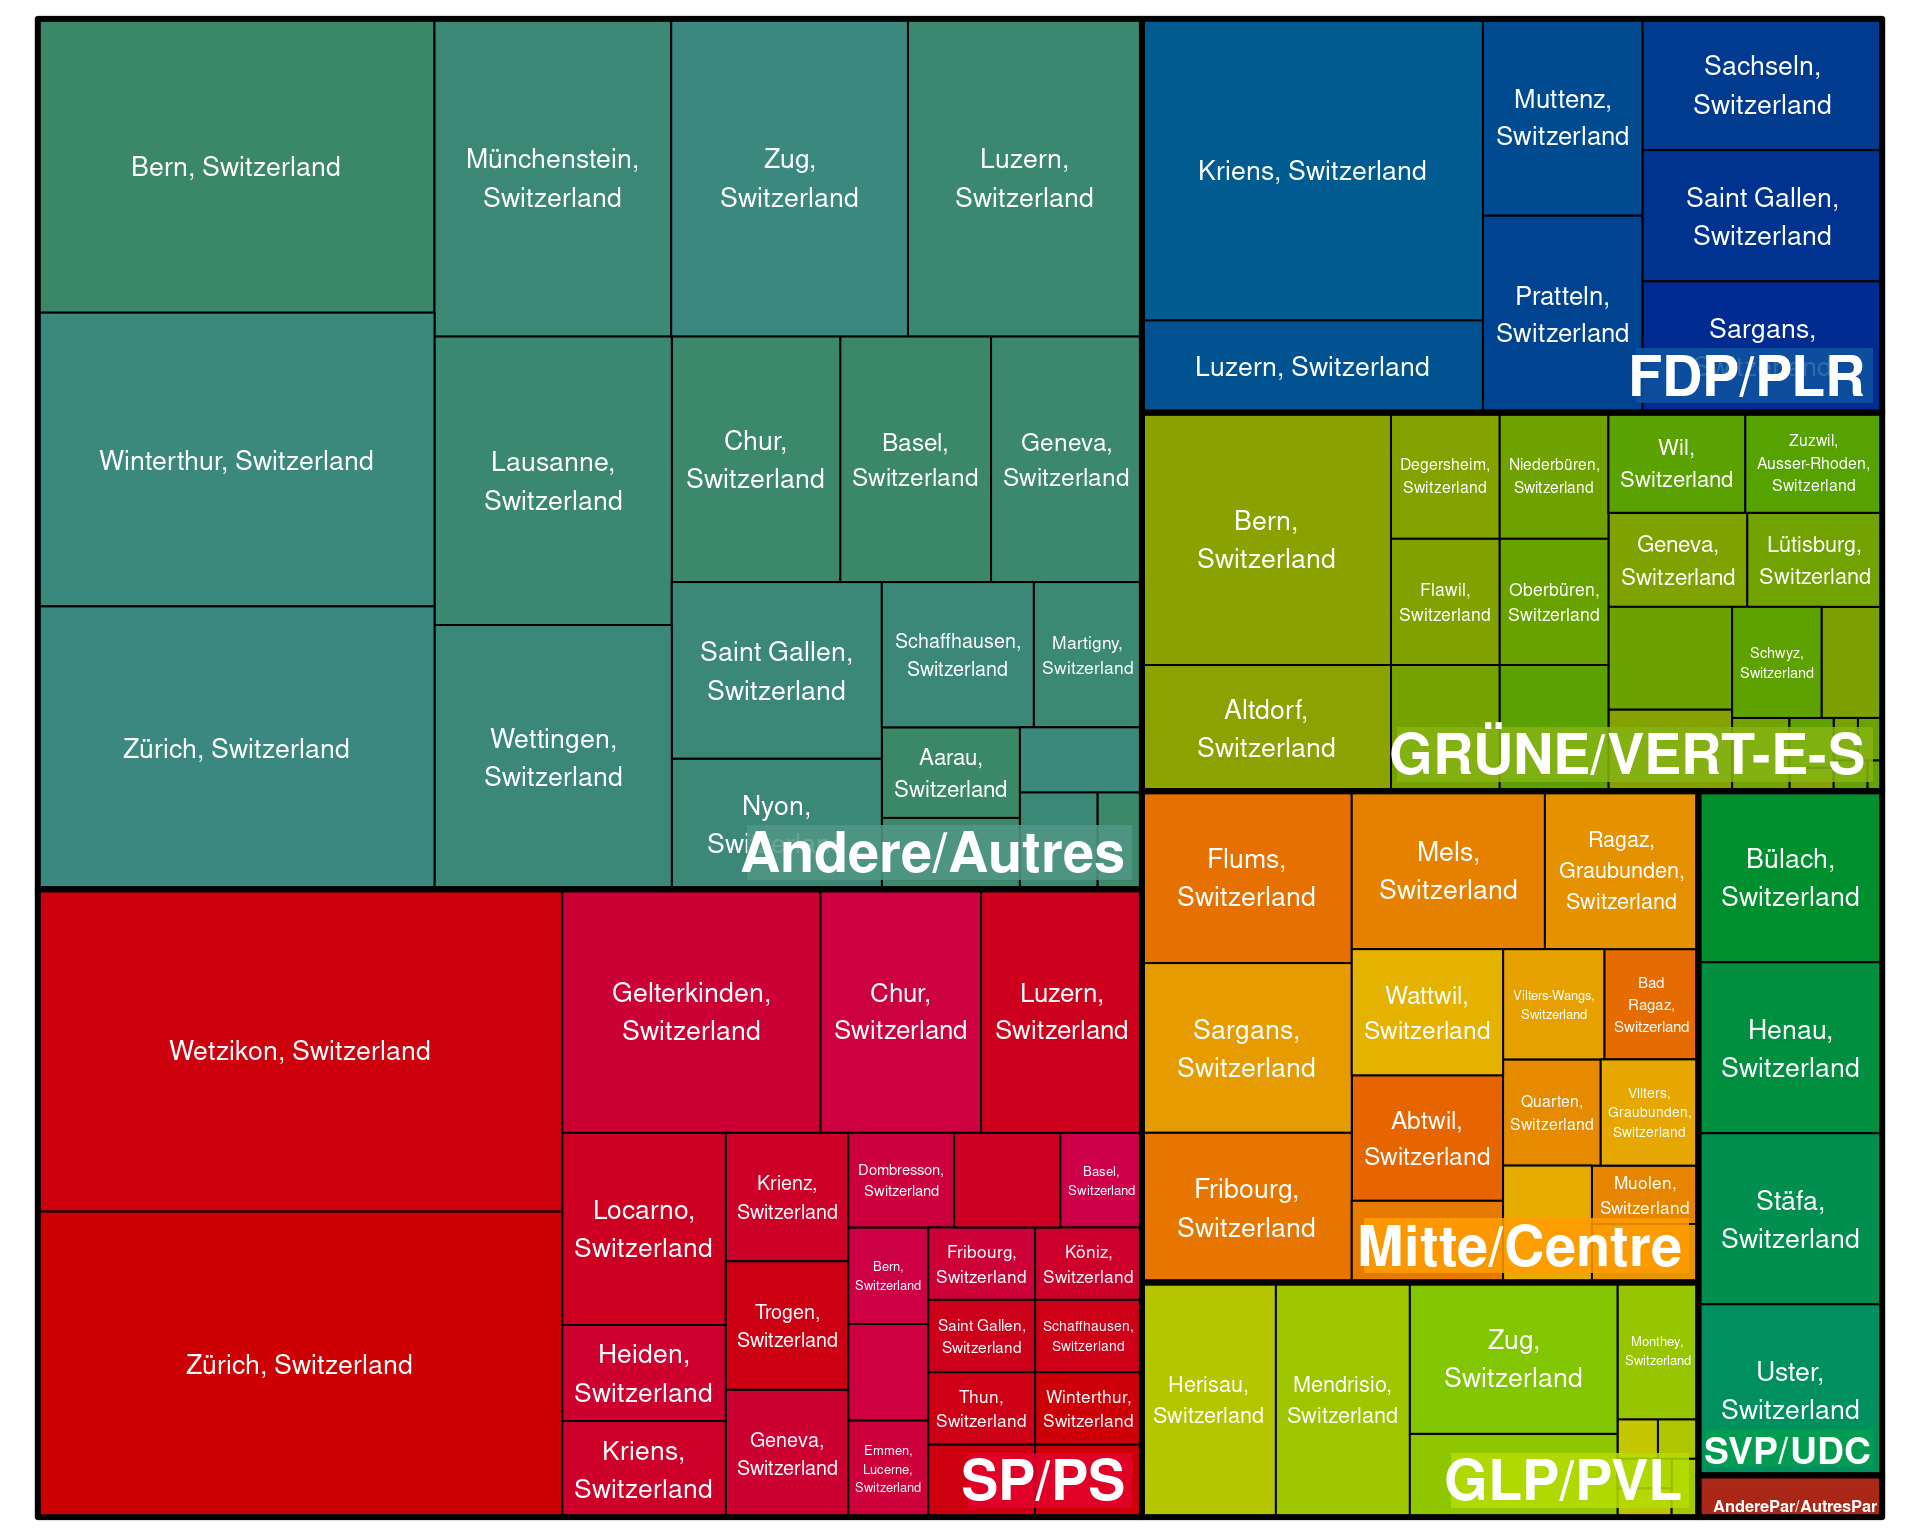 Bern, Switzerland
Münchenstein,
Switzerland
Zug,
Switzerland
Luzern,
Switzerland
Winterthur, Switzerland
Zürich, Switzerland
Lausanne,
Switzerland
Wettingen,
Switzerland
Chur,
Switzerland
Basel,
Switzerland
Geneva,
Switzerland
Saint Gallen,
Switzerland
Schaffhausen,
Switzerland
Martigny,
Switzerland
Aarau,
Switzerland
Nyon,
Andere/Autres
Kriens, Switzerland
Luzern, Switzerland
Muttenz,
Switzerland
Pratteln,
Switzerland
Sachseln,
Switzerland
Saint Gallen,
Switzerland
Sargans,
FDP/PLR
Bern,
Switzerland
Altdorf,
Switzerland
Degersheim,
Switzerland
Niederbüren,
Switzerland
Flawil,
Switzerland
Oberbüren,
Switzerland
Wil,
Switzerland
Zuzwil,
Ausser-Rhoden,
Switzerland
Geneva,
Switzerland
Lütisburg,
Switzerland
Schwyz,
Switzerland
GRÜNE/VERT-E-S
Wetzikon, Switzerland
Zürich, Switzerland
Gelterkinden,
Switzerland
Chur,
Switzerland
Luzern,
Switzerland
Locarno,
Switzerland
Heiden,
Switzerland
Kriens,
Switzerland
Krienz,
Switzerland
Trogen,
Switzerland
Geneva,
Switzerland
Dombresson,
Switzerland
Basel,
Switzerland
Bern,
Switzerland
Emmen,
Lucerne,
Switzerland
Fribourg,
Switzerland
Köniz,
Switzerland
Saint Gallen,
Switzerland
Schaffhausen,
Switzerland
Thun,
Switzerland
Winterthur,
Switzerland
SP/PS
Flums,
Switzerland
Sargans,
Switzerland
Fribourg,
Switzerland
Mels,
Switzerland
Ragaz,
Graubunden,
Switzerland
Wattwil,
Switzerland
Vilters-Wangs,
Switzerland
Bad
Ragaz,
Switzerland
Abtwil,
Switzerland
Quarten,
Switzerland
Vilters,
Graubunden,
Switzerland
Muolen,
Switzerland
Mitte/Centre
Herisau,
Switzerland
Mendrisio,
Switzerland
Zug,
Switzerland
Monthey,
Switzerland
GLP/PVL
Bülach,
Switzerland
Henau,
Switzerland
Stäfa,
Switzerland
Uster,
Switzerland
SVP/UDC
AnderePar/AutresPar